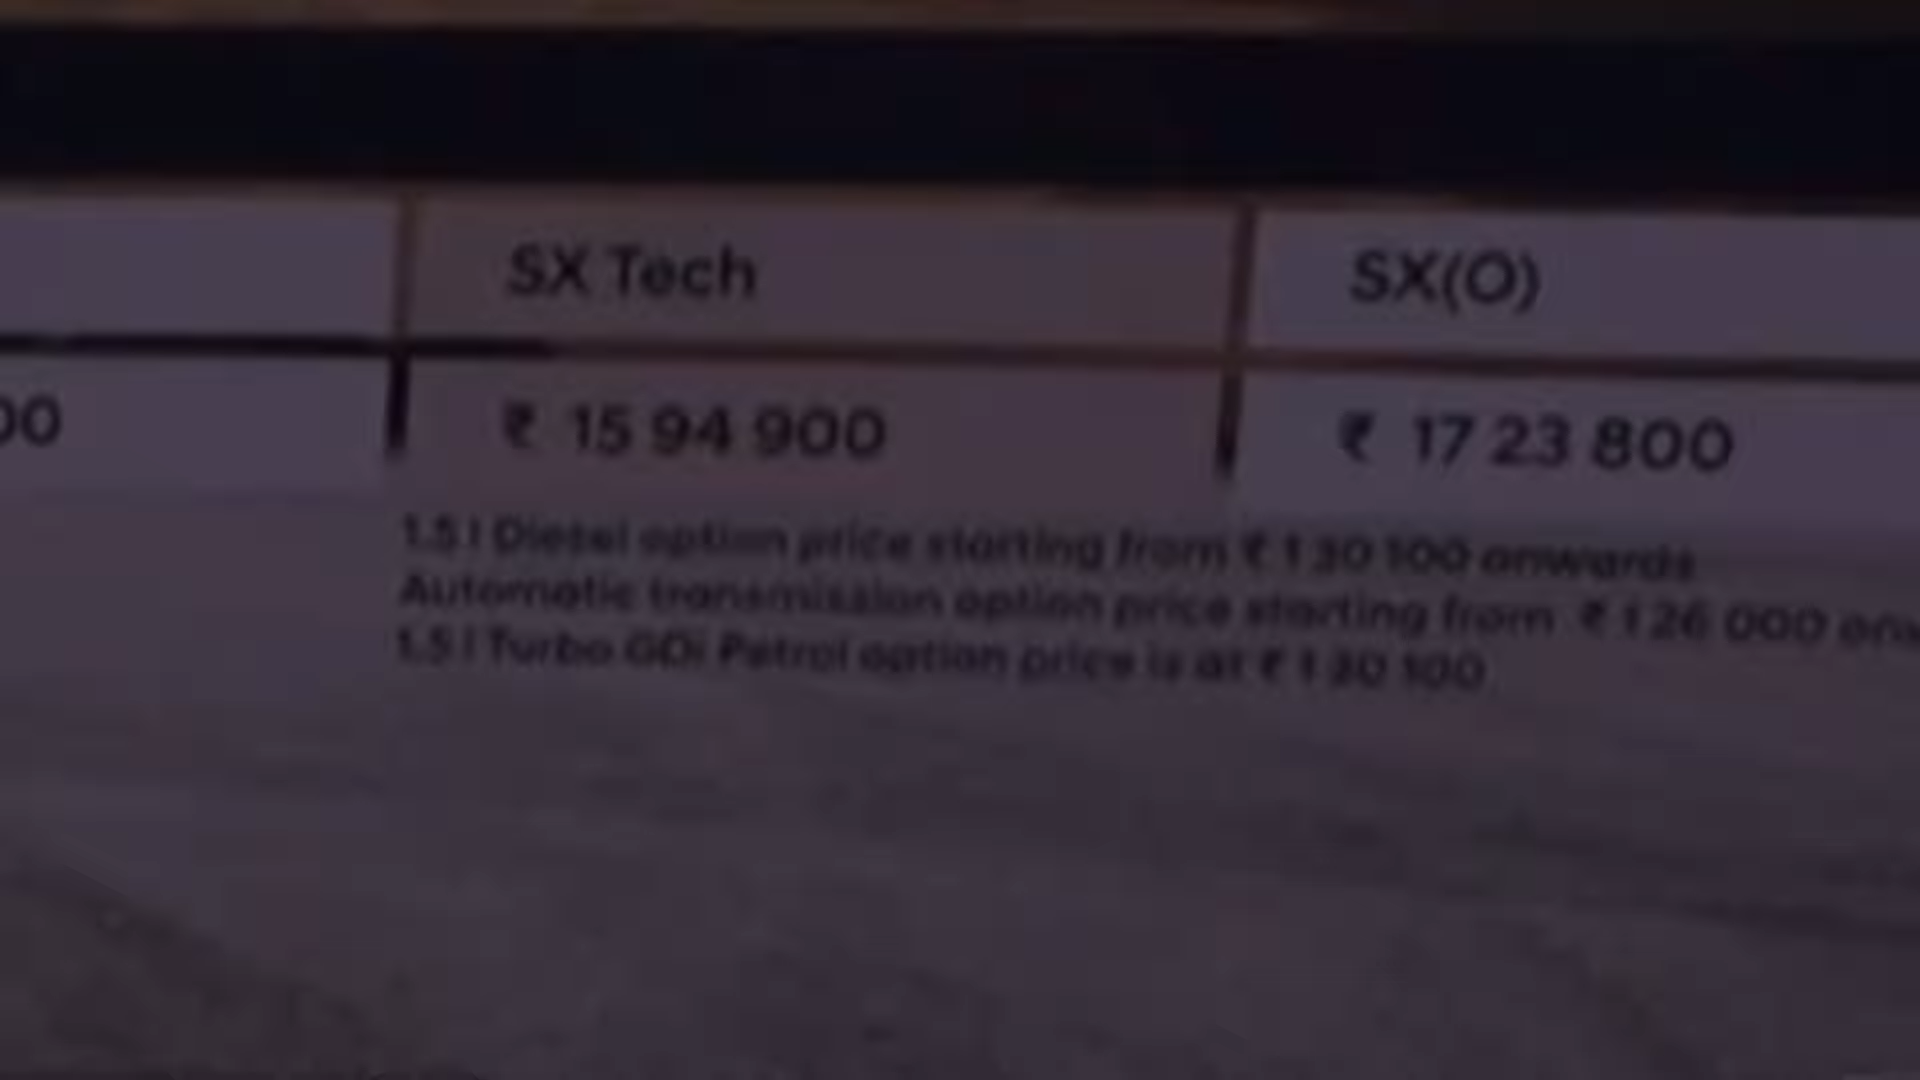 SX Tech
SX(O)
00
₹ 15 94 900
₹ 17 23 800
1.5 l Diesel option price starting from ₹ 1 30 100 onwards
Automatic transmission option price starting from ₹ 1 26 000
1.5 l Turbo GDi Petrol option price is at ₹ 1 30 100